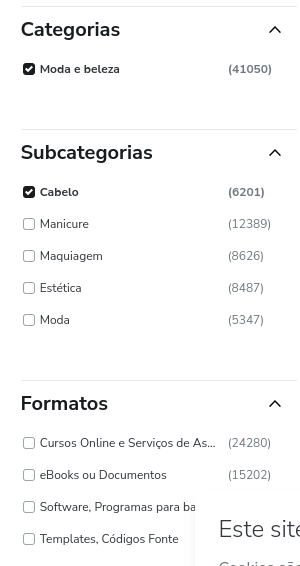 Categorias
Moda e beleza (41050)
Subcategorias
Cabelo (6201)
Manicure (12389)
Maquiagem (8626)
Estética (8487)
Moda (5347)
Formatos
Cursos Online e Serviços de As... (24280)
eBooks ou Documentos (15202)
Software, Programas para ba
Este site
Templates, Códigos Fonte